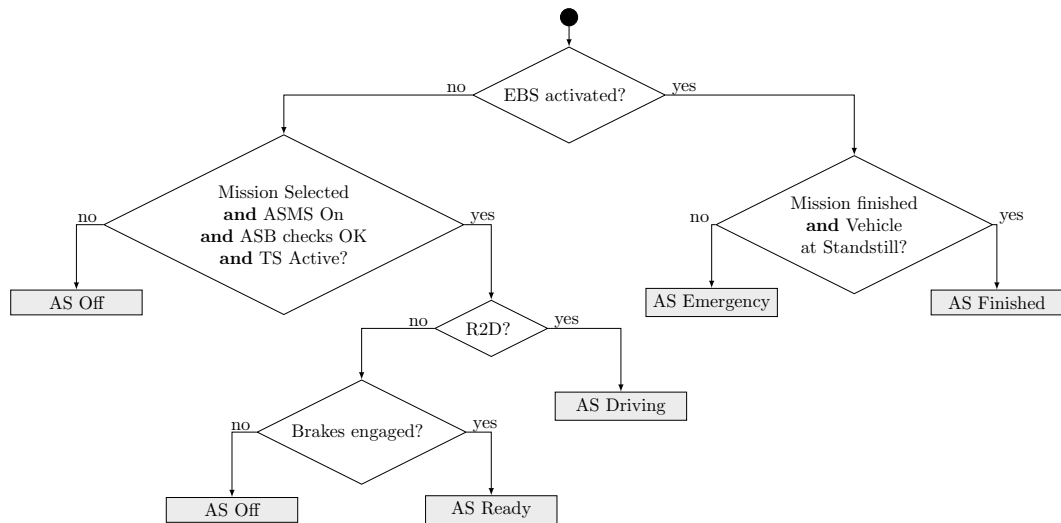 EBS activated?
no
yes
Mission Selected
and ASMS On
and ASB checks OK
and TS Active?
no
yes
Mission finished
and Vehicle
at Standstill?
no
yes
AS Off
AS Emergency
AS Finished
R2D?
no
yes
AS Driving
Brakes engaged?
no
yes
AS Off
AS Ready